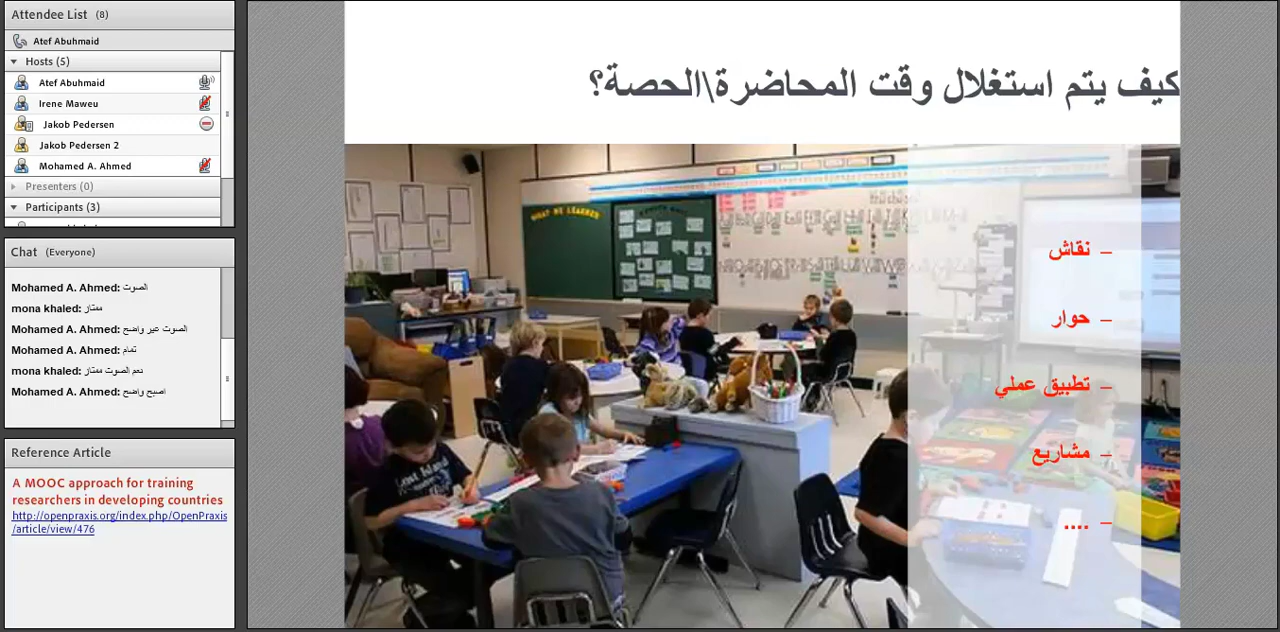 Attendee List (8)
Atef Abuhmaid
Hosts (5)
Atef Abuhmaid
Irene Maweu
Jakob Pedersen
Jakob Pedersen 2
Mohamed A. Ahmed
Presenters (0)
Participants (3)
Chat (Everyone)
Mohamed A. Ahmed: الصوت
mona khaled: ممتاز
Mohamed A. Ahmed: الصوت غير واضح
Mohamed A. Ahmed: تمام
mona khaled: نعم الصوت ممتاز
Mohamed A. Ahmed: اصبح واضح
Reference Article
A MOOC approach for training
researchers in developing countries
http://openpraxis.org/index.php/OpenPraxis
/article/view/476
كيف يتم استغلال وقت المحاضرة\الحصة؟
WHAT WE LEARNED
– نقاش
– حوار
– تطبيق عملي
– مشاريع
– ....